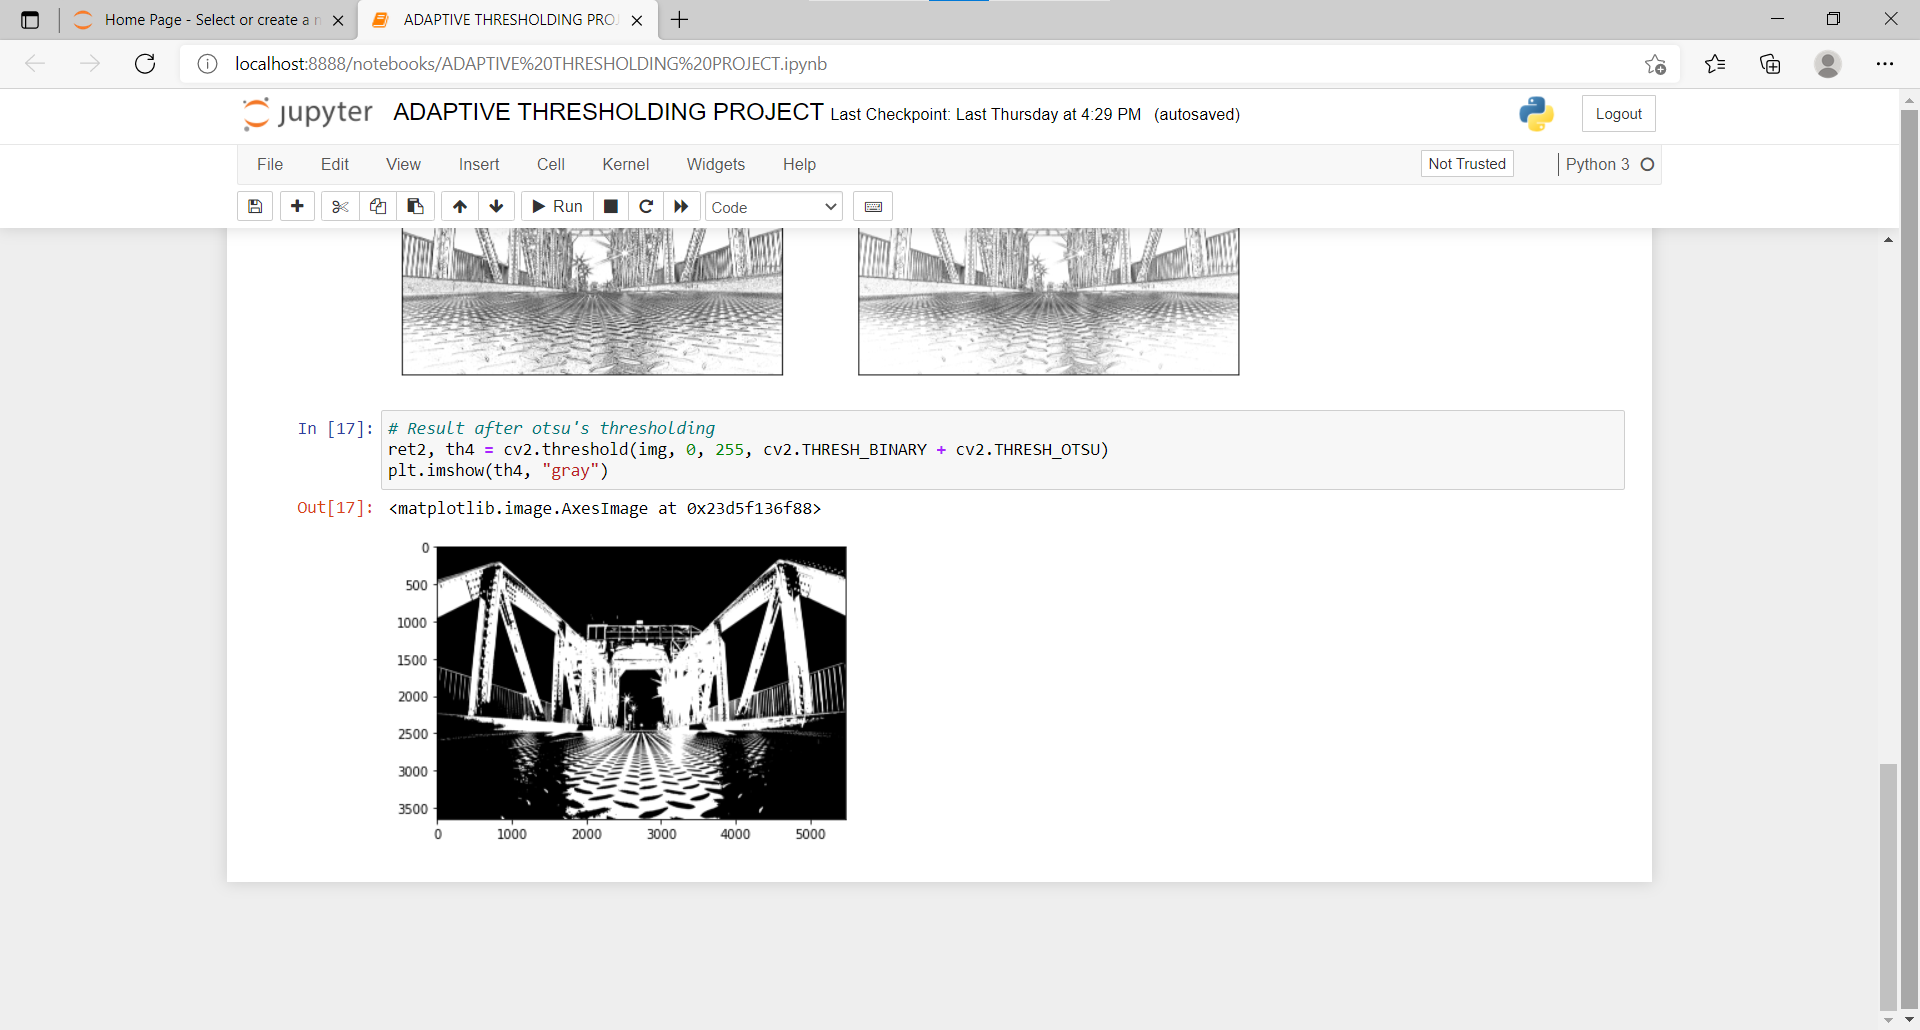 Home Page - Select or create a n
ADAPTIVE THRESHOLDING PROJ
localhost:8888/notebooks/ADAPTIVE%20THRESHOLDING%20PROJECT.ipynb
jupyter ADAPTIVE THRESHOLDING PROJECT Last Checkpoint: Last Thursday at 4:29 PM (autosaved) Logout
File Edit View Insert Cell Kernel Widgets Help Not Trusted Python 3
Run Code
In [17]: # Result after otsu's thresholding
ret2, th4 = cv2.threshold(img, 0, 255, cv2.THRESH_BINARY + cv2.THRESH_OTSU)
plt.imshow(th4, "gray")
Out[17]: <matplotlib.image.AxesImage at 0x23d5f136f88>
0
500
1000
1500
2000
2500
3000
3500
0 1000 2000 3000 4000 5000